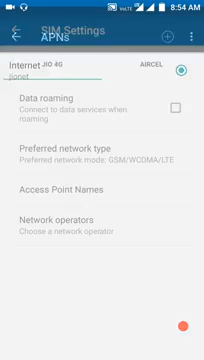 VoLTE 8:54 AM
SIM Settings
APNs
Internet JIO 4G AIRCEL
jionet
Data roaming
Connect to data services when
roaming
Preferred network type
Preferred network mode: GSM/WCDMA/LTE
Access Point Names
Network operators
Choose a network operator